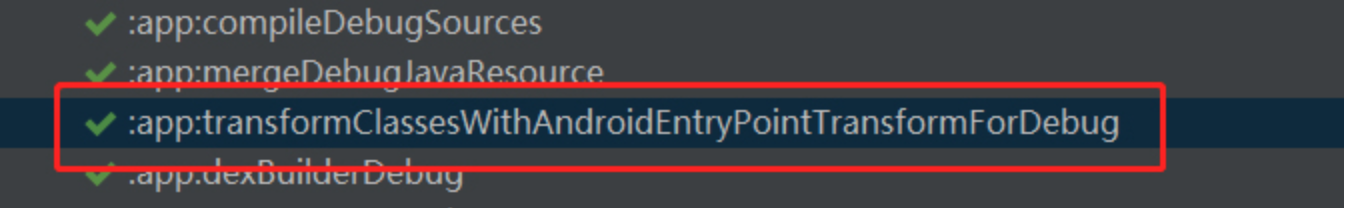 :app:compileDebugSources
:app:mergeDebugJavaResource
:app:transformClassesWithAndroidEntryPointTransformForDebug
:app:dexBuilderDebug